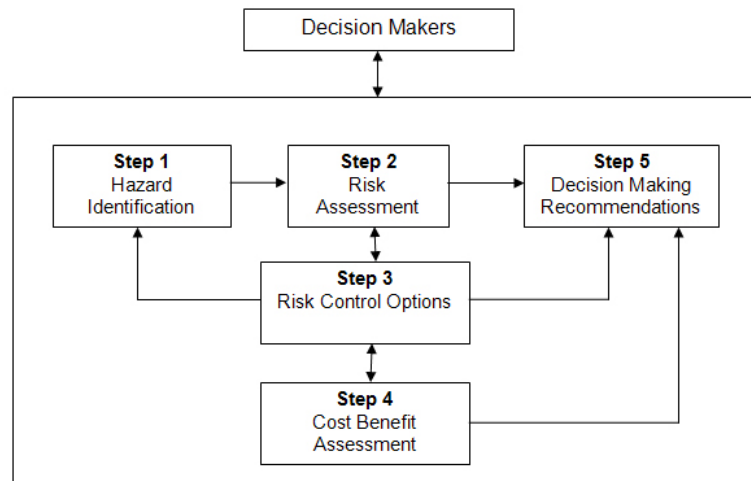 Decision Makers
Step 1
Hazard
Identification
Step 2
Risk
Assessment
Step 5
Decision Making
Recommendations
Step 3
Risk Control Options
Step 4
Cost Benefit
Assessment